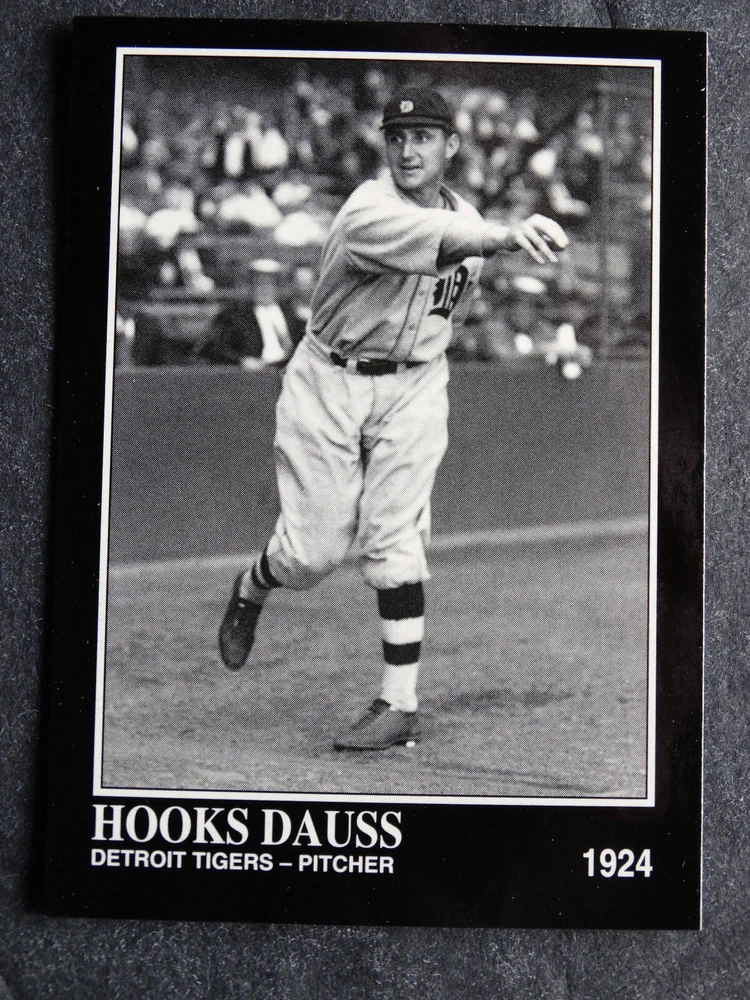 D
D
HOOKS DAUSS
DETROIT TIGERS – PITCHER
1924